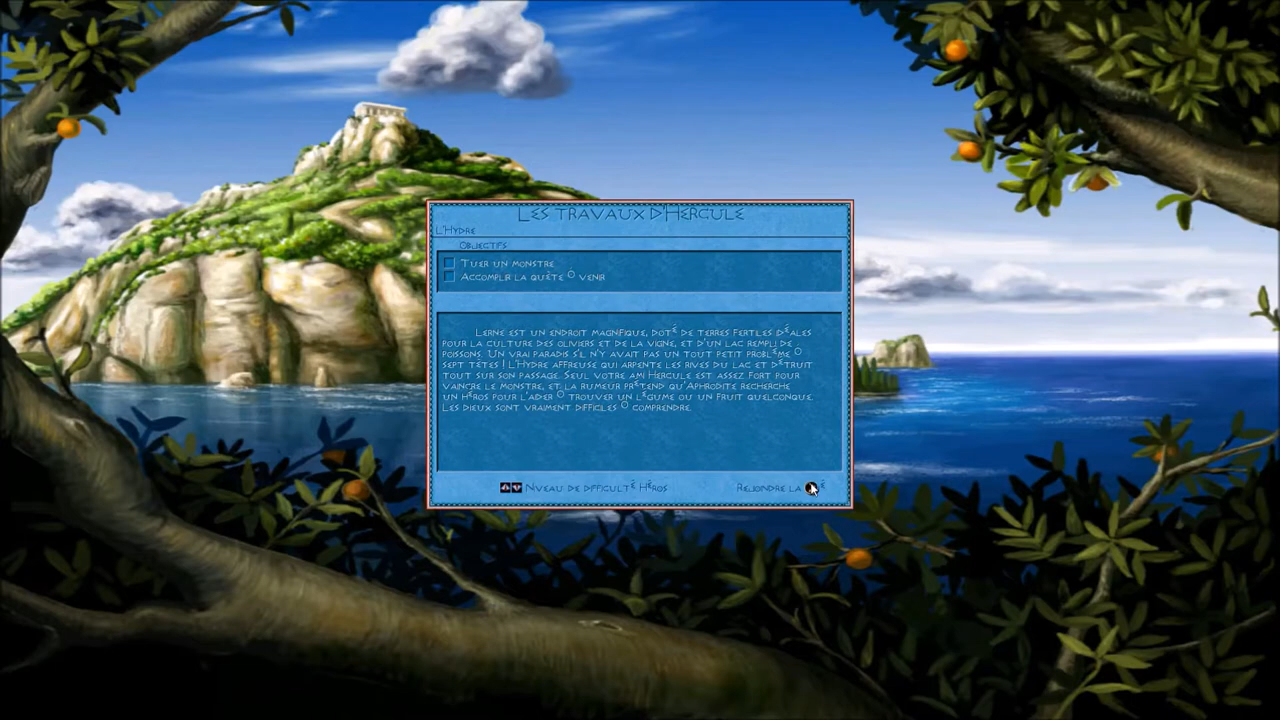 Les travaux d'Hercule
L'Hydre
Objectifs
Tuer un monstre
Accomplir la quête à venir
Lerne est un endroit magnifique, doté de terres fertiles idéales
pour la culture des oliviers et de la vigne, et d'un lac rempli de
poissons. Un vrai paradis s'il n'y avait pas un tout petit problème à
sept têtes ! L'Hydre affreuse qui arpente les rives du lac et détruit
tout sur son passage. Seul votre ami Hercule est assez fort pour
vaincre le monstre, et la rumeur prétend qu'Aphrodite recherche
un héros pour l'aider à trouver un légume ou un fruit quelconque.
Les dieux sont vraiment difficiles à comprendre.
Niveau de difficulté Héros
Rejoindre la